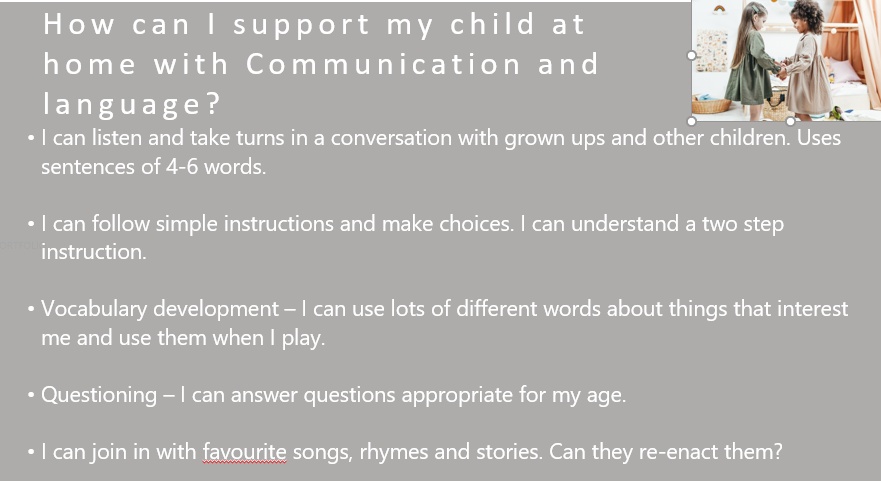 How can I support my child at
home with Communication and
language?
• I can listen and take turns in a conversation with grown ups and other children. Uses
sentences of 4-6 words.
• I can follow simple instructions and make choices. I can understand a two step
instruction.
• Vocabulary development – I can use lots of different words about things that interest
me and use them when I play.
• Questioning – I can answer questions appropriate for my age.
• I can join in with favourite songs, rhymes and stories. Can they re-enact them?